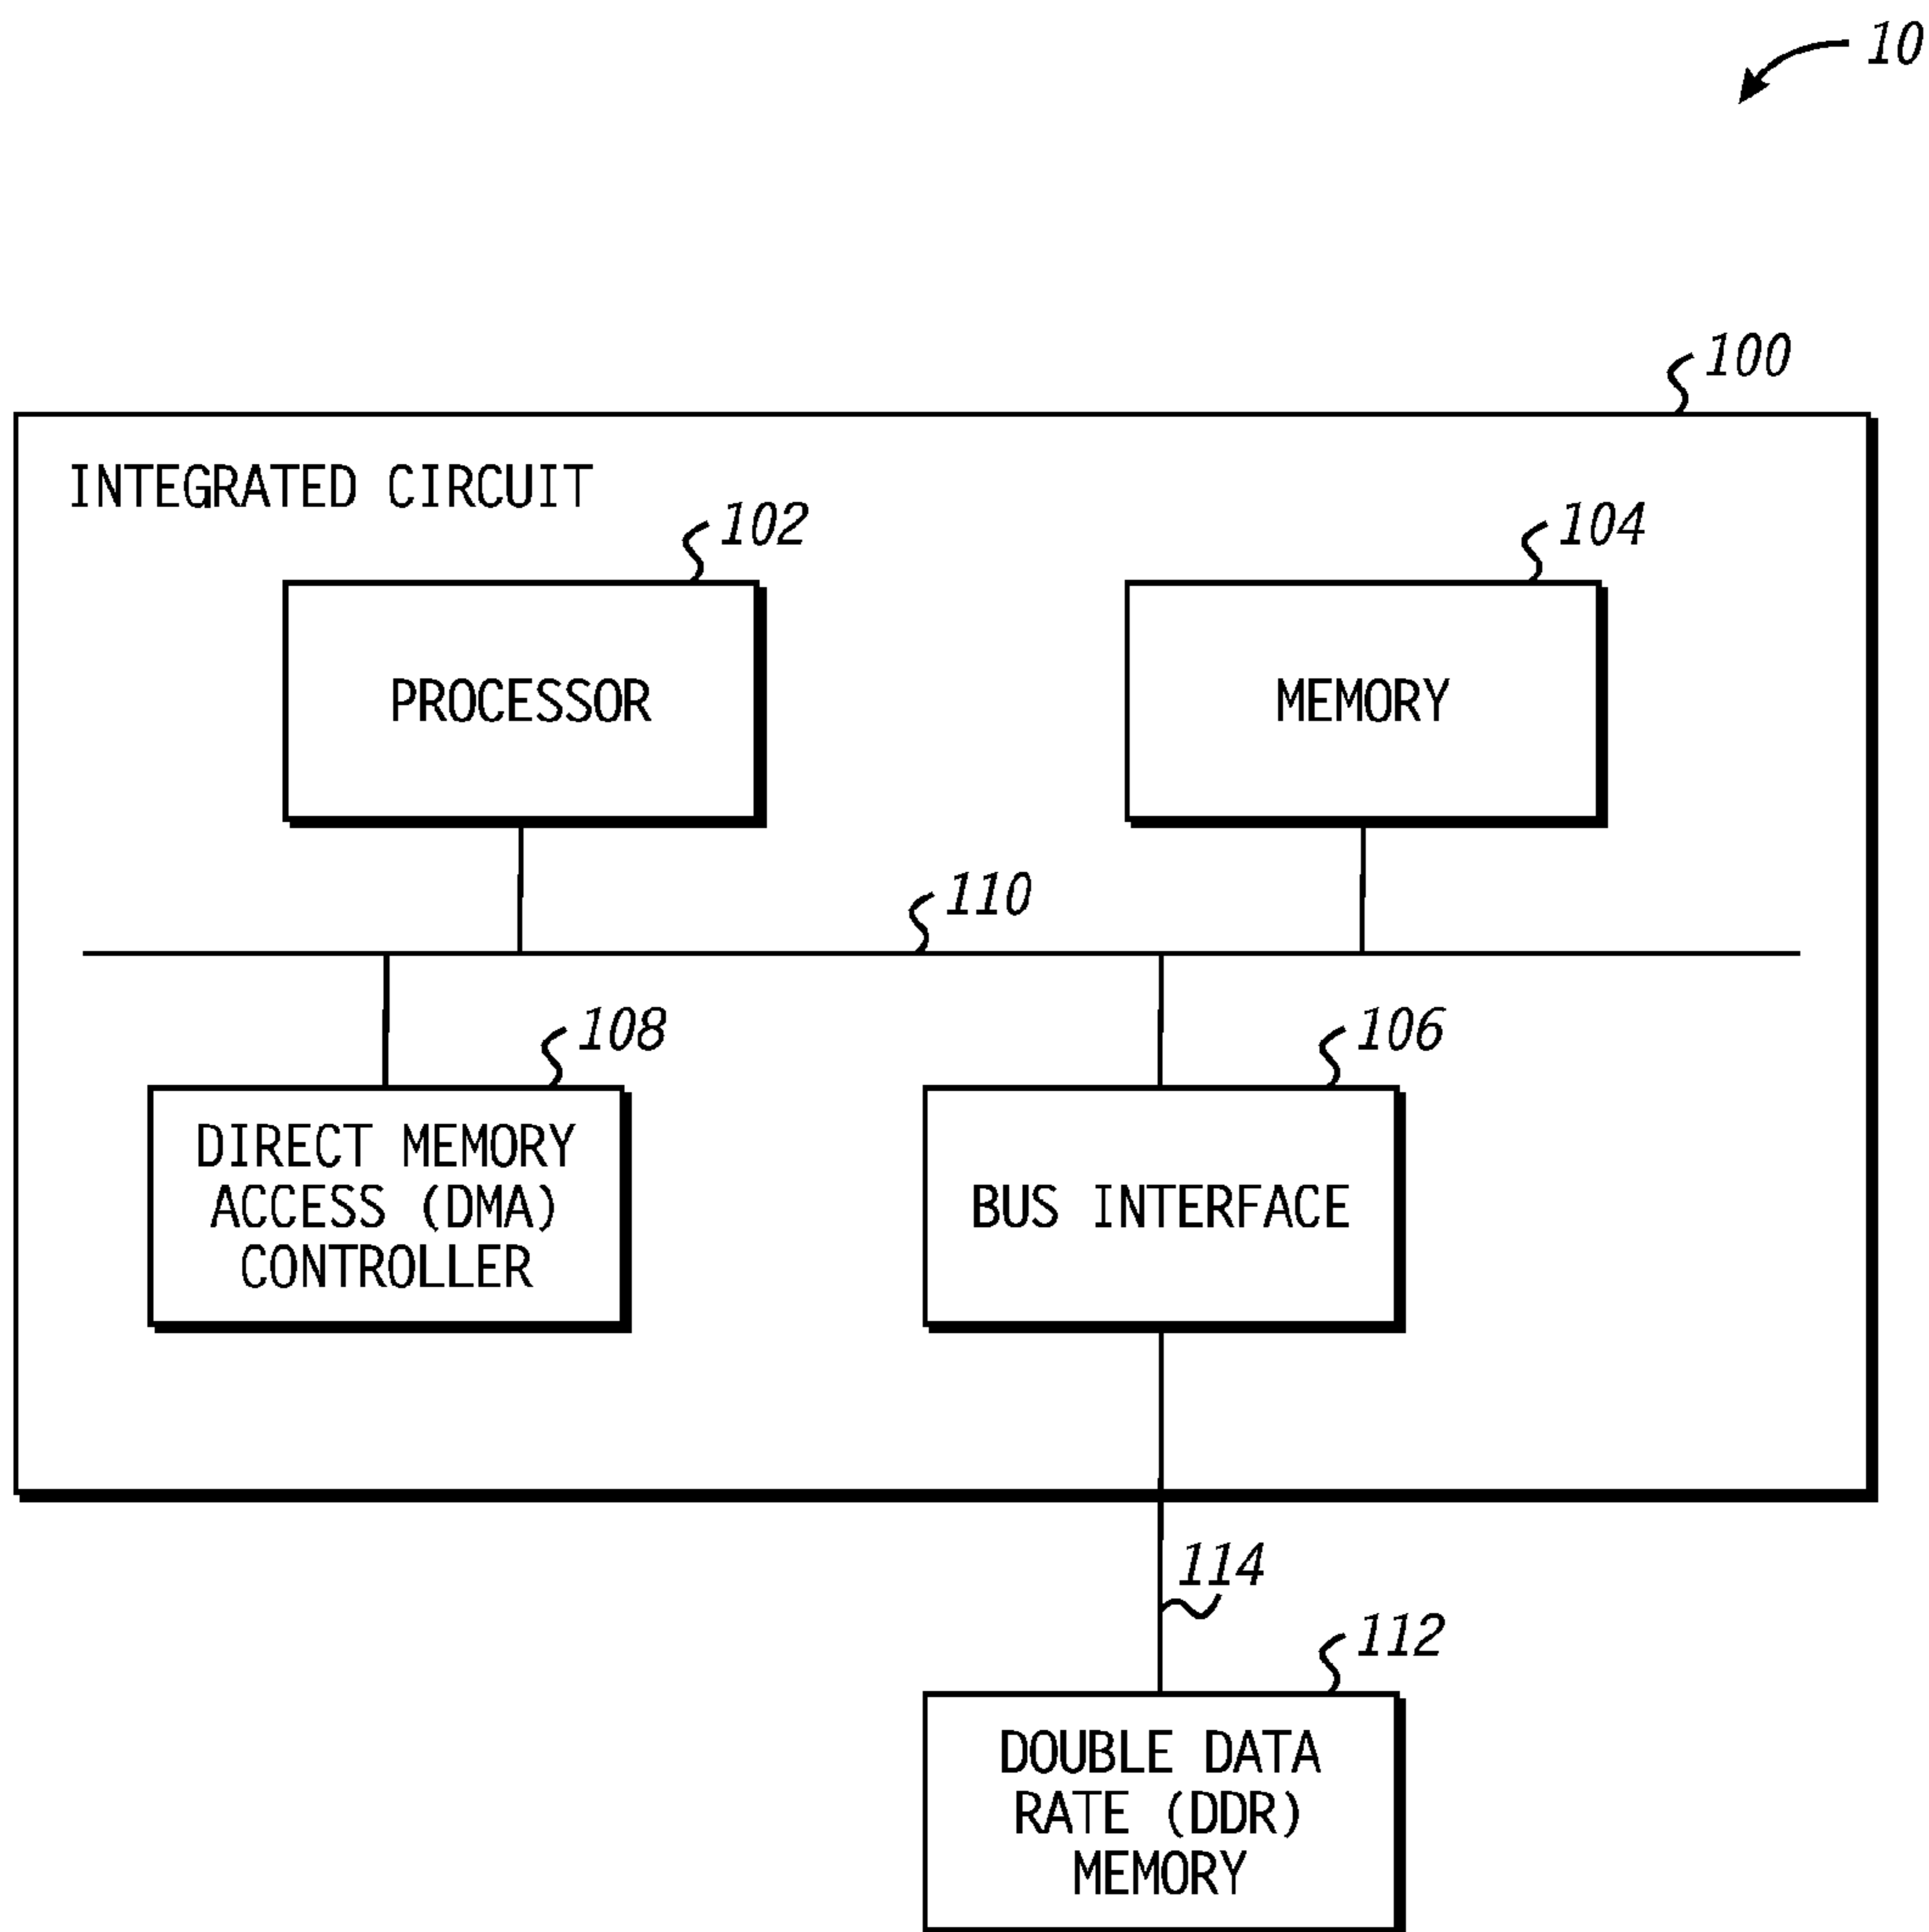 10
100
INTEGRATED CIRCUIT
102
104
PROCESSOR
MEMORY
110
108
106
DIRECT MEMORY
ACCESS (DMA)
CONTROLLER
BUS INTERFACE
114
112
DOUBLE DATA
RATE (DDR)
MEMORY